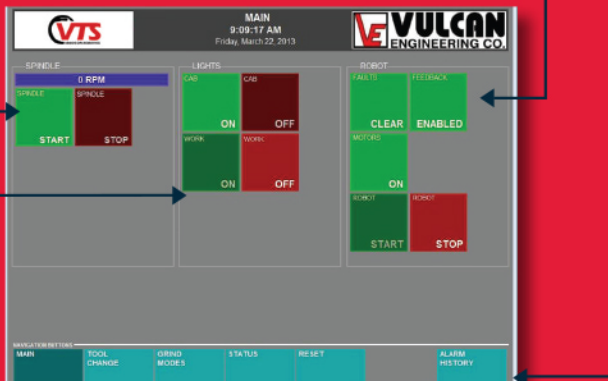 VTS
MAIN
9:09:17 AM
Friday, March 22, 2013
VE VULCAN
ENGINEERING CO.
SPINDLE
LIGHTS
ROBOT
0 RPM
SPINDLE
START
SPINDLE
STOP
CAB
ON
CAB
OFF
WORK
ON
WORK
OFF
FAULTS
CLEAR
FEEDBACK
ENABLED
MOTORS
ON
ROBOT
START
ROBOT
STOP
NAVIGATION BUTTONS
MAIN
TOOL
CHANGE
GRIND
MODES
STATUS
RESET
ALARM
HISTORY